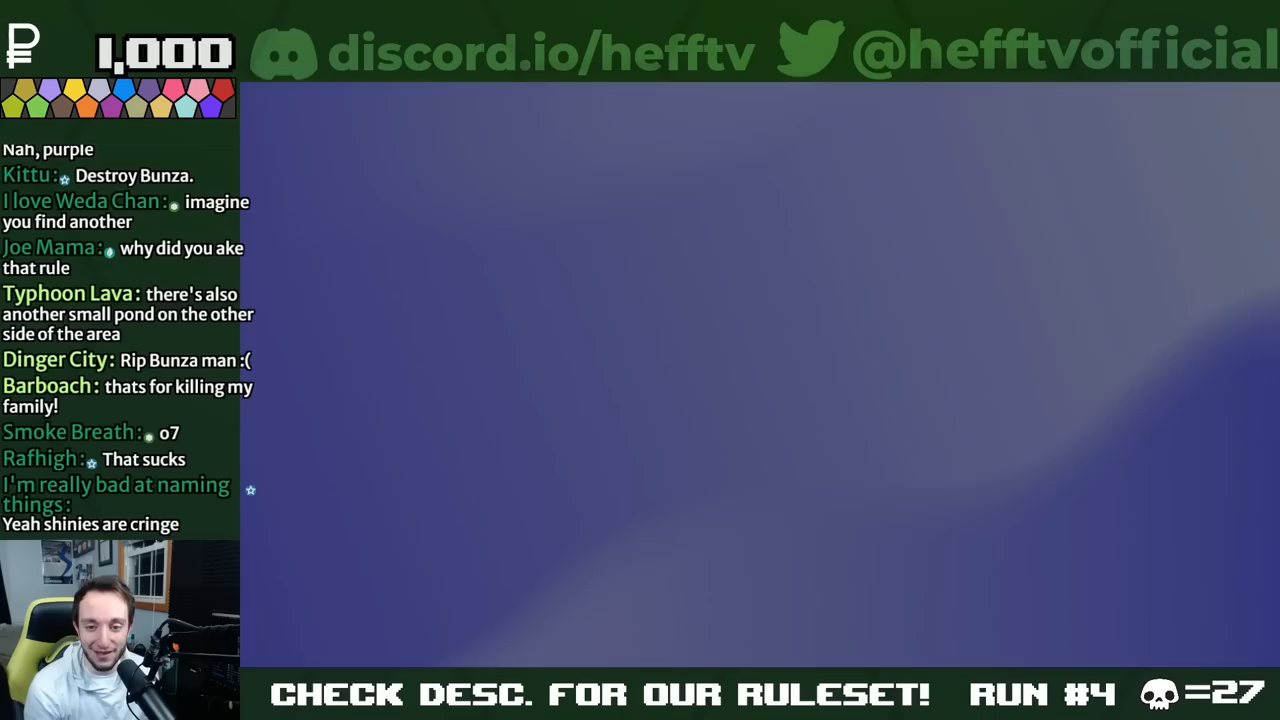 1,000
discord.io/hefftv
@hefftvofficial
Nah, purple
Kittu: Destroy Bunza.
I love Weda Chan: imagine
you find another
Joe Mama: why did you ake
that rule
Typhoon Lava: there's also
another small pond on the other
side of the area
Dinger City: Rip Bunza man :(
Barboach: thats for killing my
family!
Smoke Breath: o7
Rafhigh: That sucks
I'm really bad at naming
things:
Yeah shinies are cringe
CHECK DESC. FOR OUR RULESET! RUN #4 =27